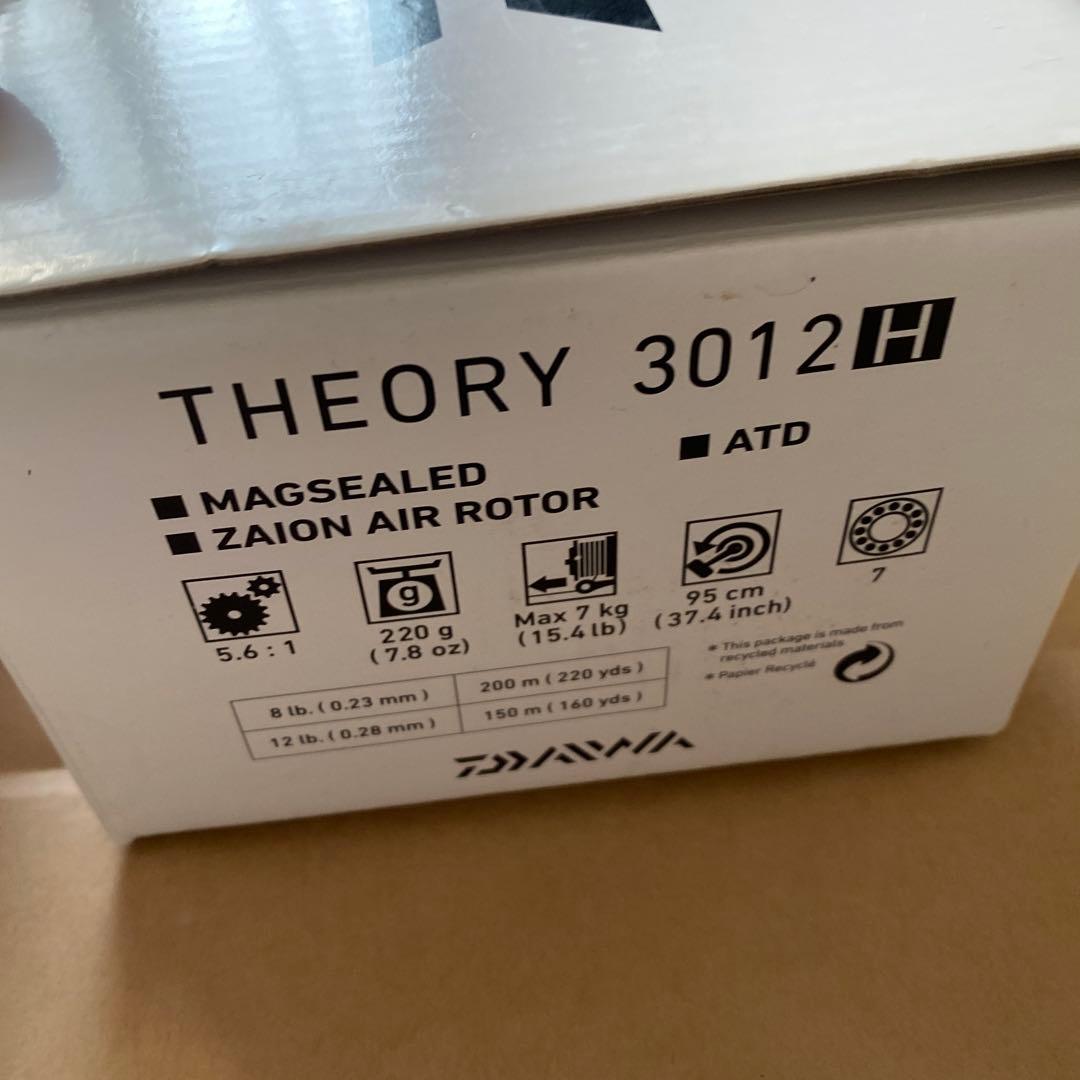 THEORY 3012H
■ MAGSEALED
■ ATD
■ ZAION AIR ROTOR
g
5.6 : 1
220 g
(7.8 oz)
Max 7 kg
(15.4 lb)
95 cm
(37.4 inch)
7
8 lb. ( 0.23 mm )
200 m ( 220 yds )
12 lb. ( 0.28 mm )
150 m ( 160 yds )
* This package is made from
recycled materials
* Papier Recyclé
DAIWA